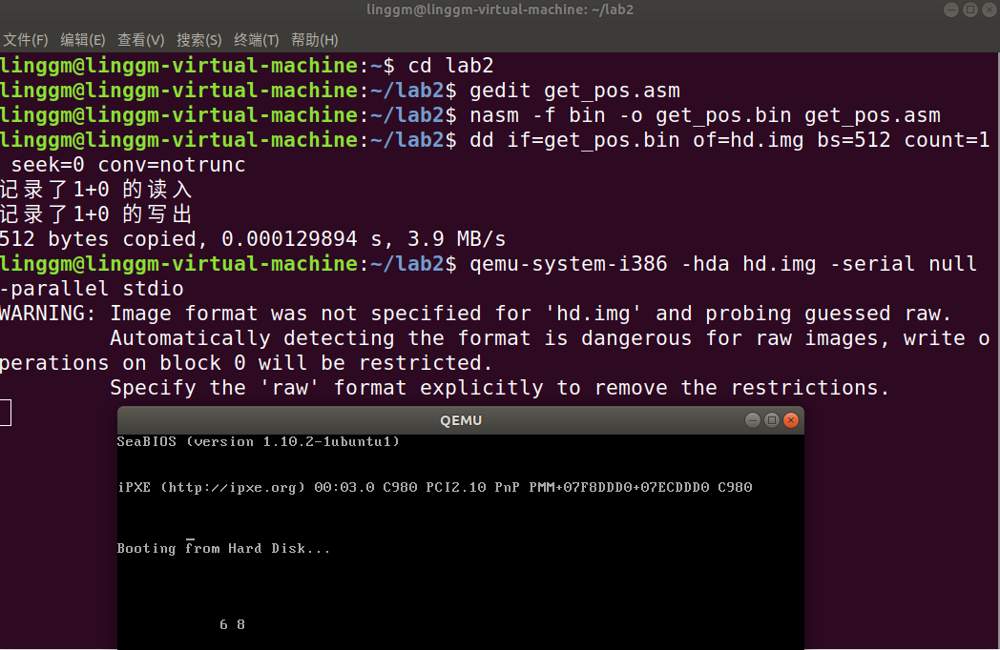 linggm@linggm-virtual-machine: ~/lab2
文件(F) 编辑(E) 查看(V) 搜索(S) 终端(T) 帮助(H)
linggm@linggm-virtual-machine:~$ cd lab2
linggm@linggm-virtual-machine:~/lab2$ gedit get_pos.asm
linggm@linggm-virtual-machine:~/lab2$ nasm -f bin -o get_pos.bin get_pos.asm
linggm@linggm-virtual-machine:~/lab2$ dd if=get_pos.bin of=hd.img bs=512 count=1
 seek=0 conv=notrunc
记录了1+0 的读入
记录了1+0 的写出
512 bytes copied, 0.000129894 s, 3.9 MB/s
linggm@linggm-virtual-machine:~/lab2$ qemu-system-i386 -hda hd.img -serial null
-parallel stdio
WARNING: Image format was not specified for 'hd.img' and probing guessed raw.
         Automatically detecting the format is dangerous for raw images, write o
perations on block 0 will be restricted.
         Specify the 'raw' format explicitly to remove the restrictions.
QEMU
SeaBIOS (version 1.10.2-1ubuntu1)
iPXE (http://ipxe.org) 00:03.0 C980 PCI2.10 PnP PMM+07F8DDD0+07ECDDD0 C980
Booting from Hard Disk...
6 8